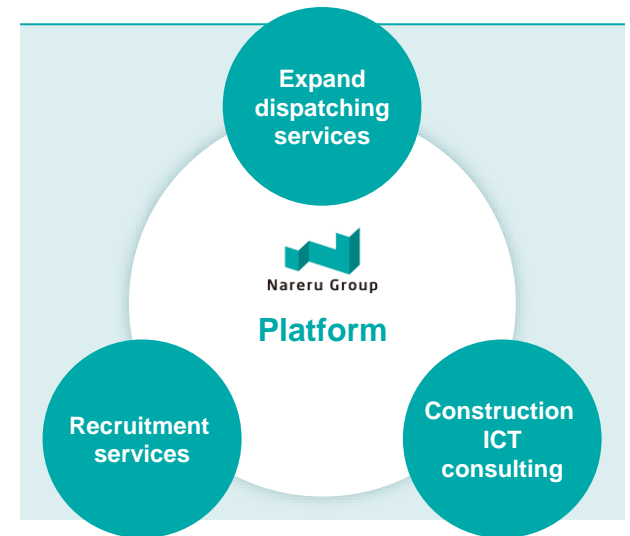 Expand
dispatching
services
Nareru Group
Platform
Recruitment
services
Construction
ICT
consulting